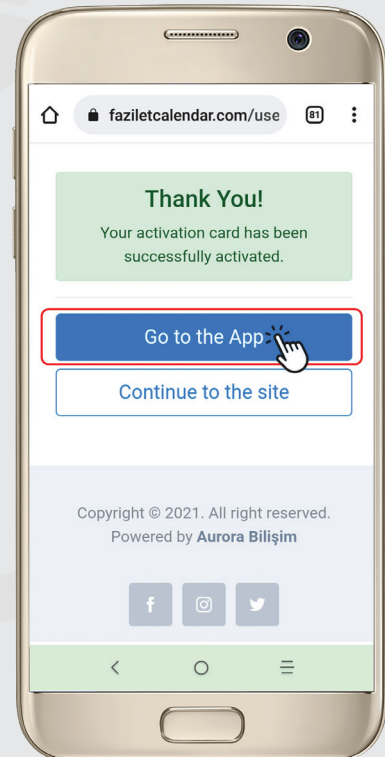 faziletcalendar.com/use
81
Thank You!
Your activation card has been
successfully activated.
Go to the App
Continue to the site
Copyright © 2021. All right reserved.
Powered by Aurora Bilişim